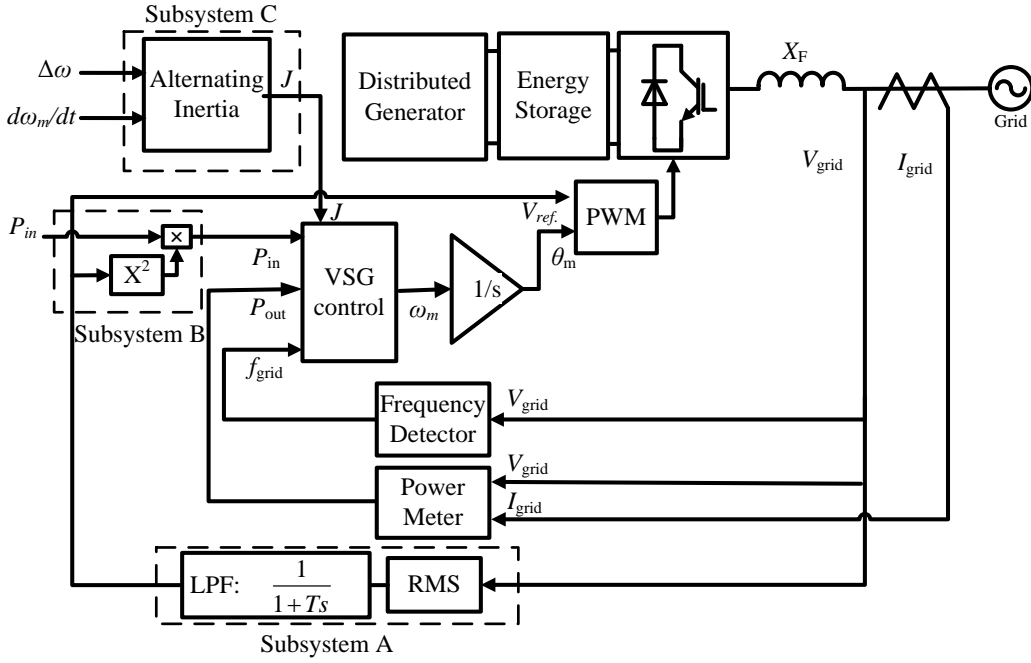 Subsystem C
Δω
dωm/dt
Alternating
Inertia
J
Distributed
Generator
Energy
Storage
XF
Grid
Vgrid
Igrid
J
Vref.
θm
PWM
Pin
×
X²
Subsystem B
Pin
Pout
fgrid
VSG
control
ωm
1/s
Frequency
Detector
Vgrid
Power
Meter
Vgrid
Igrid
LPF:
1
1 + Ts
RMS
Subsystem A